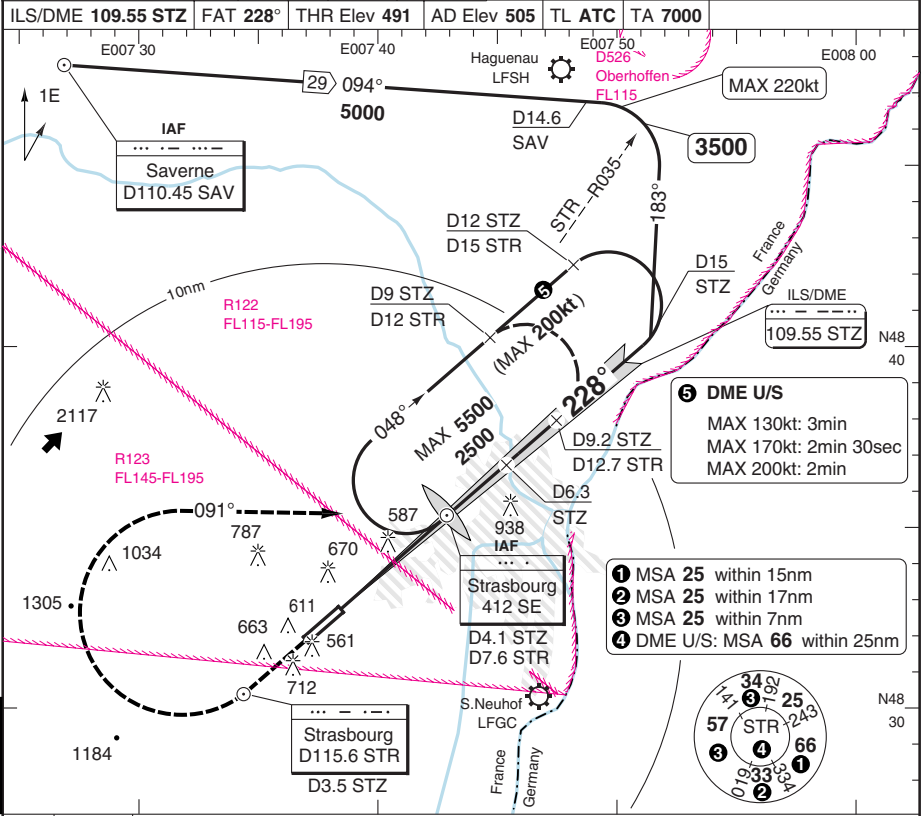 ILS/DME 109.55 STZ FAT 228° THR Elev 491 AD Elev 505 TL ATC TA 7000
E007 30
E007 40
E007 50
E008 00
Haguenau
LFSH
D526
Oberhoffen
FL115
MAX 220kt
29 094°
5000
1E
IAF
Saverne
D110.45 SAV
D14.6
SAV
3500
STR R035
183°
D12 STZ
D15 STR
France
Germany
D15
STZ
10nm
R122
FL115-FL195
D9 STZ
D12 STR
5
(MAX 200kt)
ILS/DME
109.55 STZ
N48
40
228°
048°
MAX 5500
2500
2117
5 DME U/S
MAX 130kt: 3min
MAX 170kt: 2min 30sec
MAX 200kt: 2min
D9.2 STZ
D12.7 STR
R123
FL145-FL195
D6.3
STZ
091°
787
587
938
670
1034
IAF
Strasbourg
412 SE
D4.1 STZ
D7.6 STR
1 MSA 25 within 15nm
2 MSA 25 within 17nm
3 MSA 25 within 7nm
4 DME U/S: MSA 66 within 25nm
1305
611
663
561
712
S.Neuhof
LFGC
N48
30
Strasbourg
D115.6 STR
D3.5 STZ
1184
France
Germany
34
3
141
192
25
243
57
STR
3
4
66
1
019
33
334
2